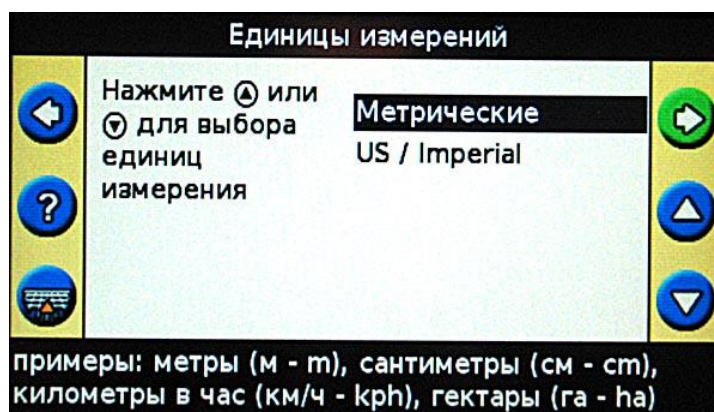 Единицы измерений
Нажмите или
для выбора
единиц
измерения
Метрические
US / Imperial
?
примеры: метры (м - m), сантиметры (см - cm),
километры в час (км/ч - kph), гектары (га - ha)